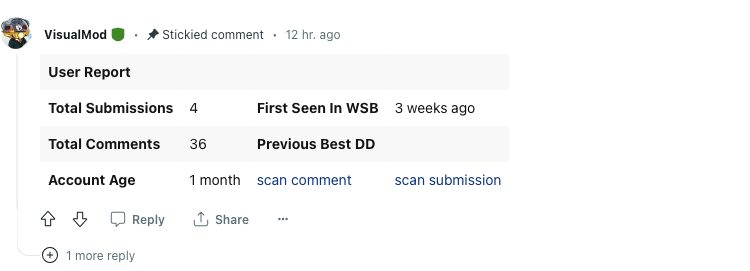 VisualMod · Stickied comment · 12 hr. ago
User Report
Total Submissions 4 First Seen In WSB 3 weeks ago
Total Comments 36 Previous Best DD
Account Age 1 month scan comment scan submission
Reply Share ···
1 more reply